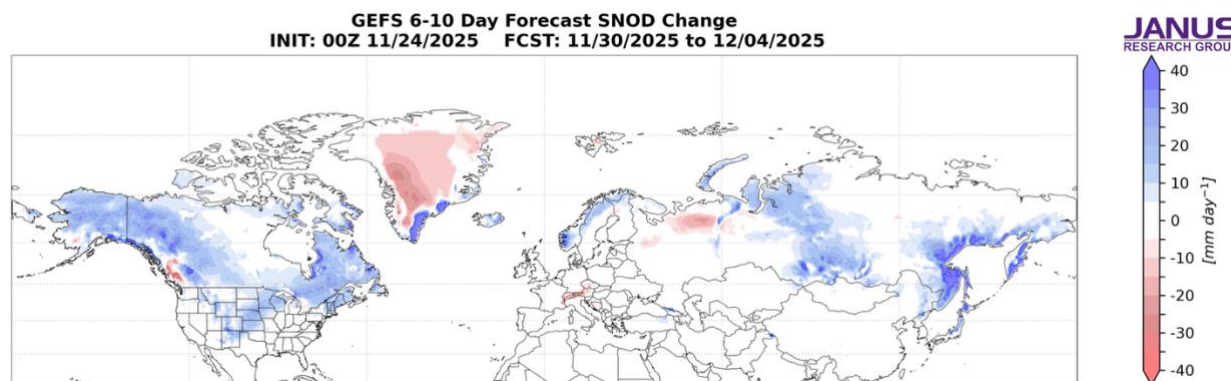 GEFS 6-10 Day Forecast SNOD Change
INIT: 00Z 11/24/2025 FCST: 11/30/2025 to 12/04/2025
JANUS
RESEARCH GROU
40
30
20
10
0
-10
-20
-30
-40
[mm day⁻¹]